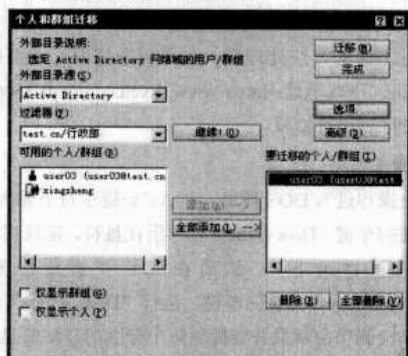 个人和群组迁移
外部目录说明:
选定 Active Directory 网络域的用户/群组
外部目录源(S)
Active Directory
过滤器(F)
test.cn/行政部
继续!(O)
可用的个人/群组(B)
user03 (user03@test.cn
xingzheng
添加(A)
全部添加(L) -->
仅显示群组(G)
仅显示个人(P)
迁移(M)
完成
选项
高级(D)
要迁移的个人/群组(I)
user03 (user03@test.
删除(R)
全部删除(V)